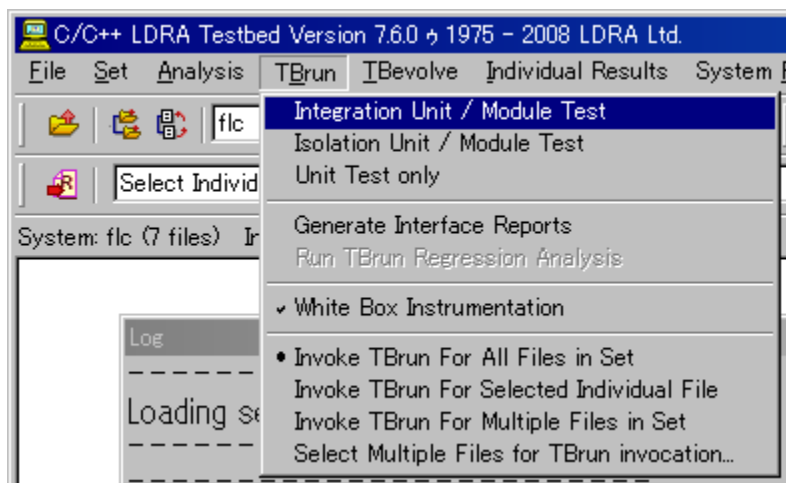 C/C++ LDRA Testbed Version 7.6.0 ゥ 1975 - 2008 LDRA Ltd.
File Set Analysis TBrun TBevolve Individual Results System
flc
Select Individ
System: flc (7 files)
Integration Unit / Module Test
Isolation Unit / Module Test
Unit Test only
Generate Interface Reports
Run TBrun Regression Analysis
White Box Instrumentation
Invoke TBrun For All Files in Set
Invoke TBrun For Selected Individual File
Invoke TBrun For Multiple Files in Set
Select Multiple Files for TBrun invocation...
Log
Loading se